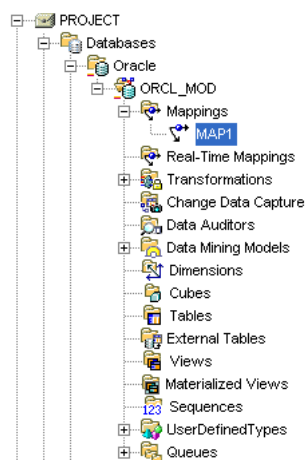 PROJECT
Databases
Oracle
ORCL_MOD
Mappings
MAP1
Real-Time Mappings
Transformations
Change Data Capture
Data Auditors
Data Mining Models
Dimensions
Cubes
Tables
External Tables
Views
Materialized Views
123 Sequences
UserDefinedTypes
Queues